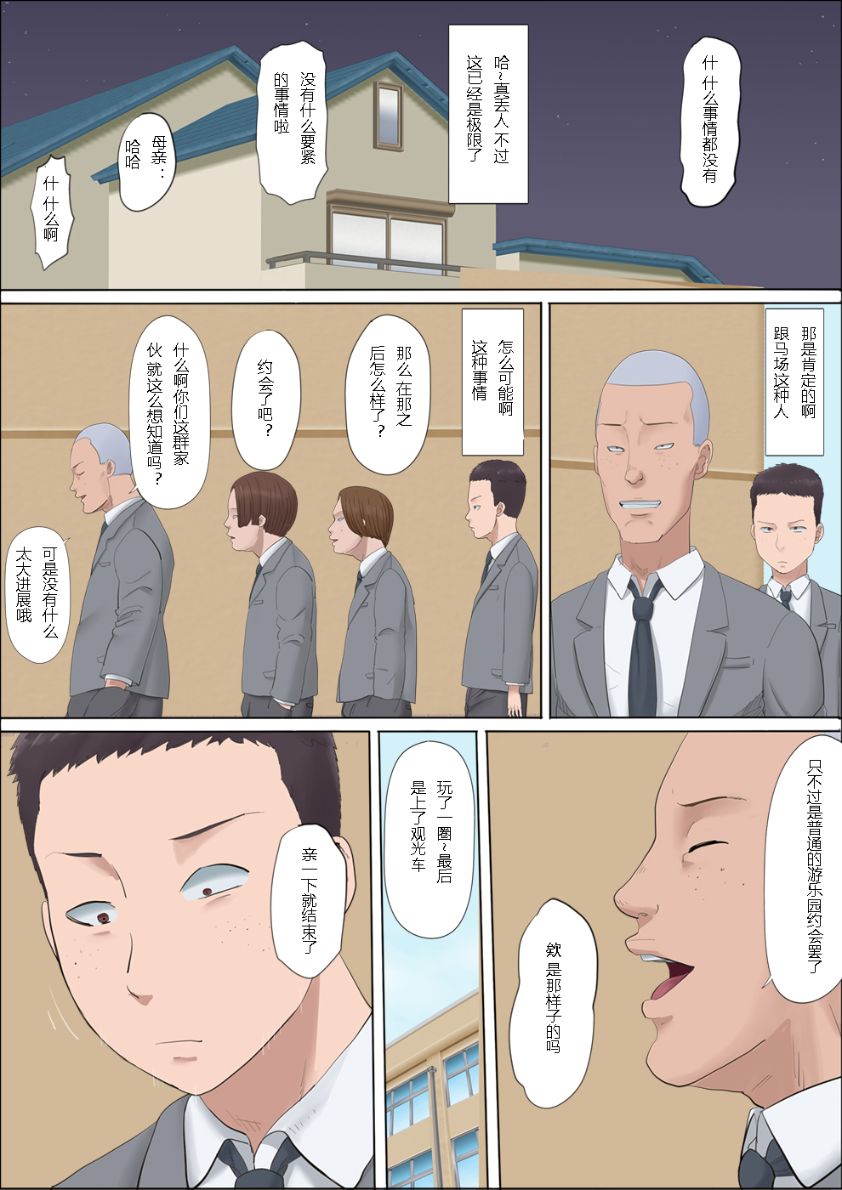 什 什么事情都没有
哈~真丢人 不过
这已经是极限了
没有什么要紧
的事情啦
母亲：
哈哈
什 什么啊
那是肯定的啊
跟马场这种人
怎么可能啊
这种事情
那么 在那之
后怎么样了？
约会了吧？
什么啊你们这群家
伙 就这么想知道吗？
可是没有什么
太大进展哦
只不过是普通的游乐园约会罢了
欸 是那样子的吗
玩了一圈~最后
是上了观光车
亲一下就结束了